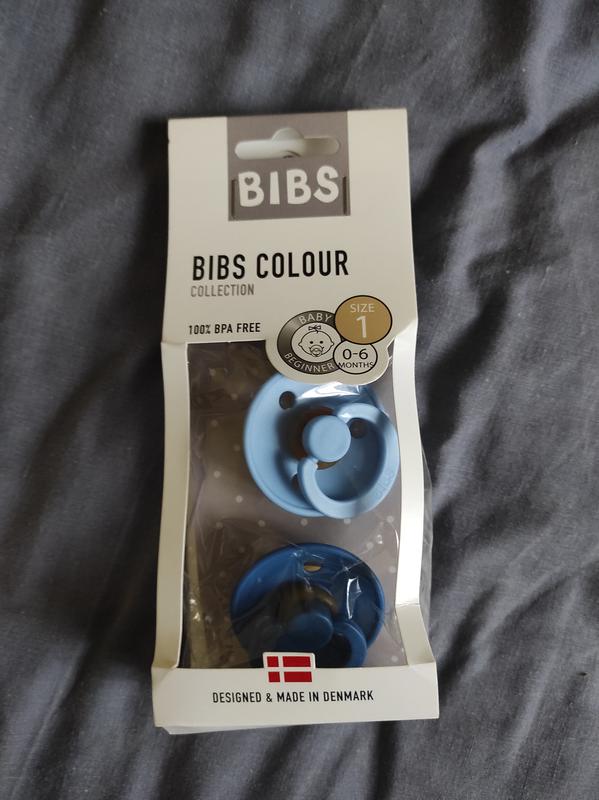 BIBS
BIBS COLOUR
COLLECTION
100% BPA FREE
BABY
BEGINNER
SIZE
1
0-6
MONTHS
DESIGNED & MADE IN DENMARK